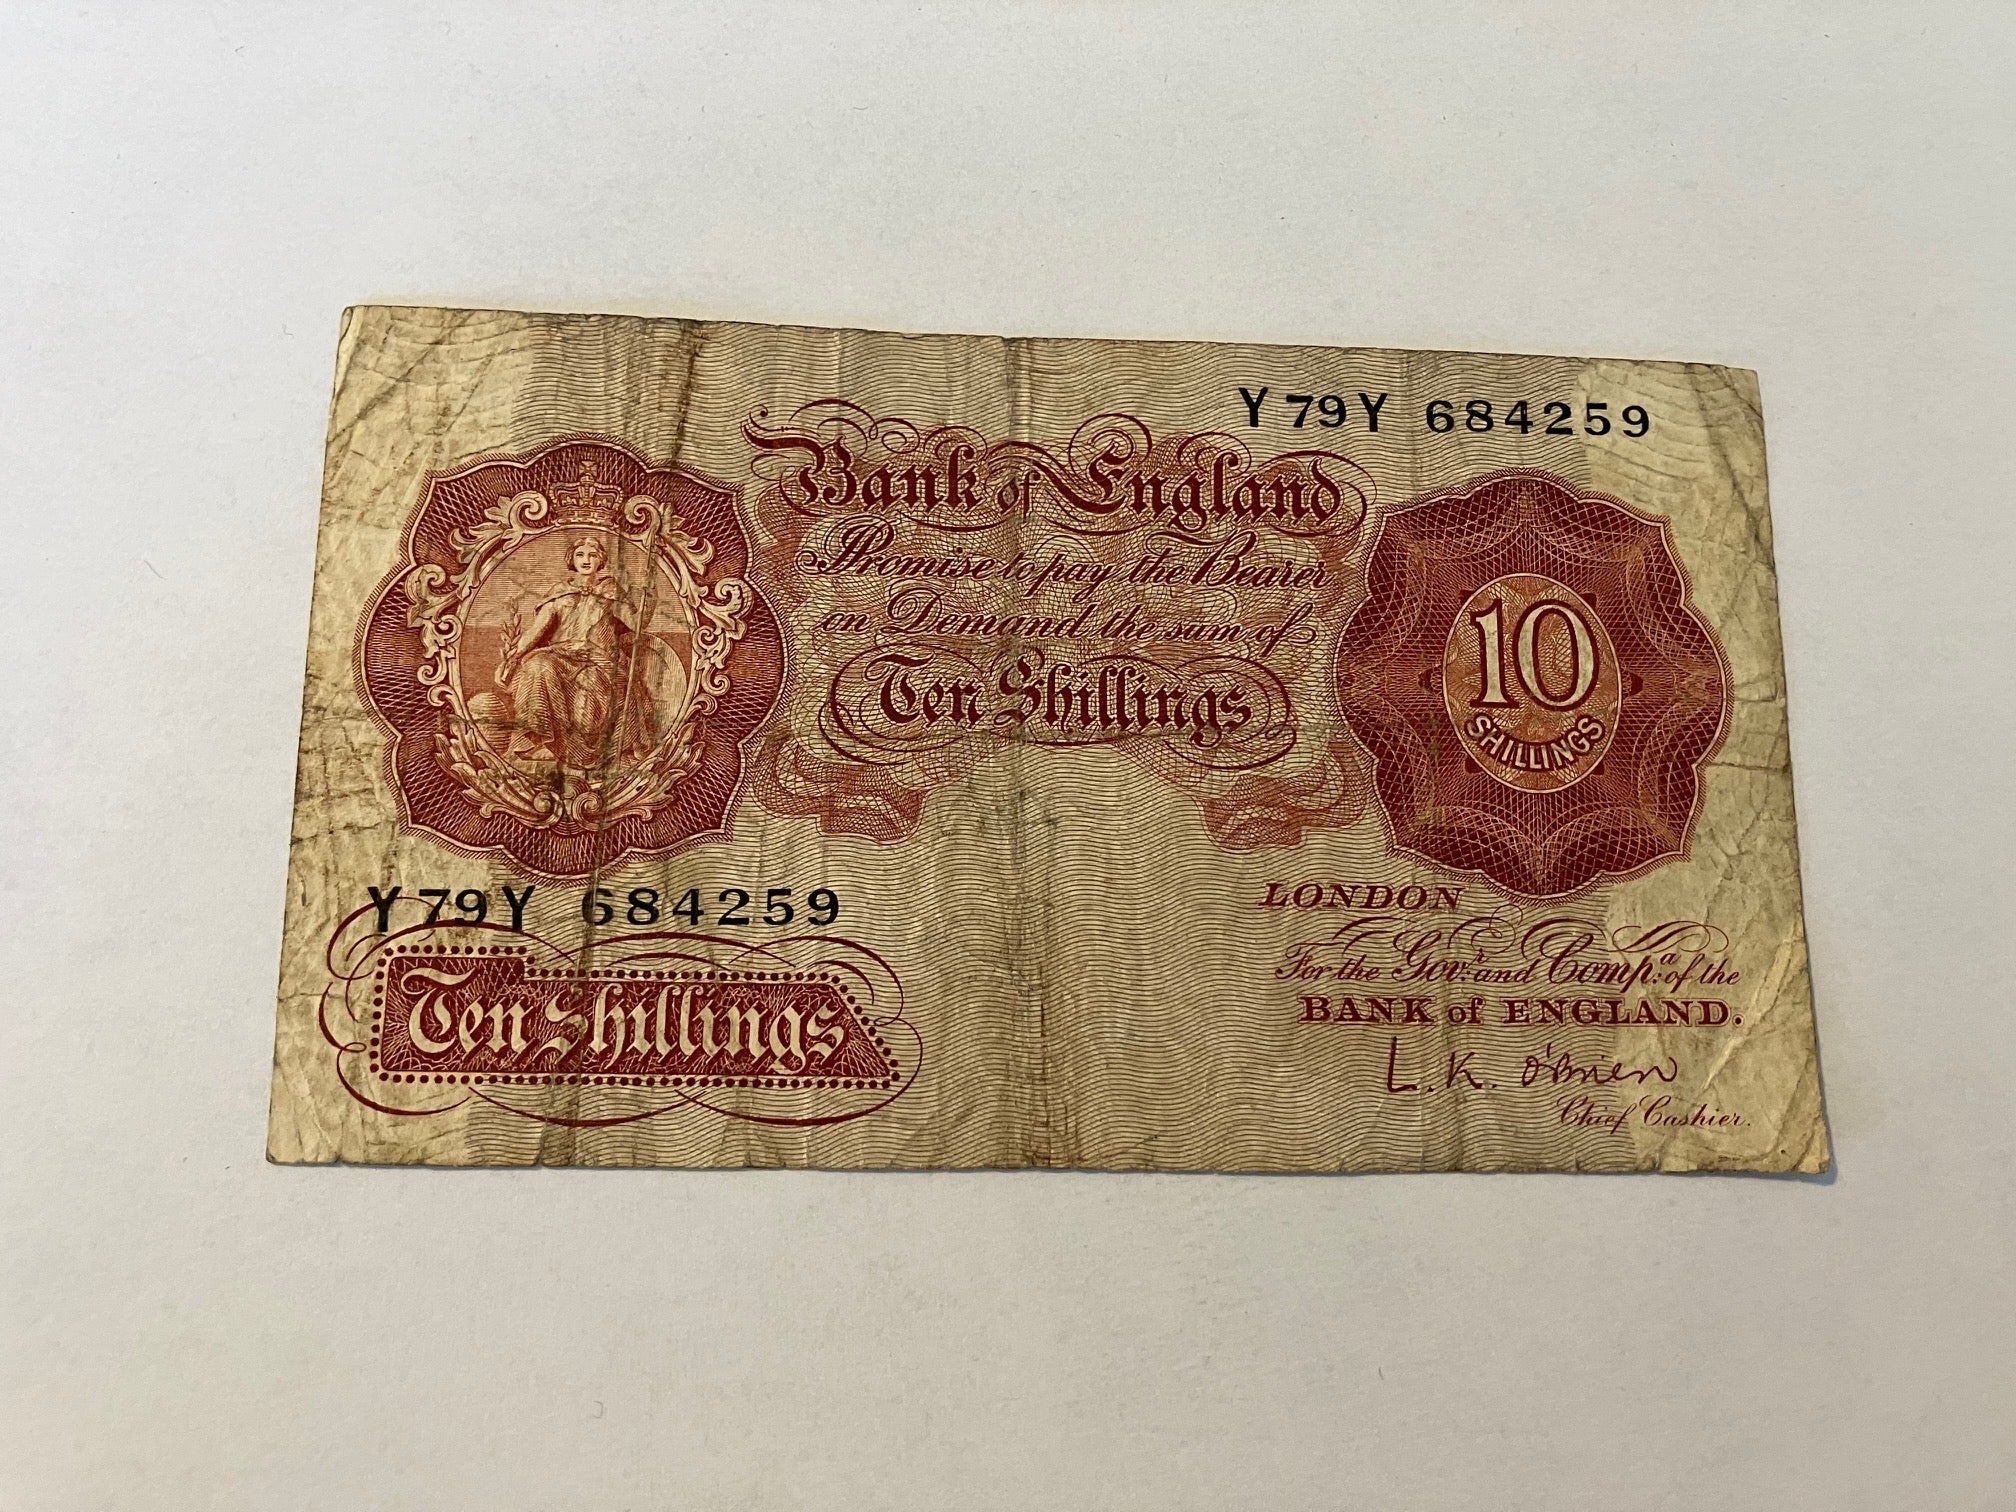 Y79Y 684259
Bank of England
Promise to pay the Bearer
on Demand the sum of
Ten Shillings
10
SHILLINGS
Y79Y 684259
Ten Shillings
LONDON
For the Govr. and Compa. of the
BANK of ENGLAND.
L.K. O'Brien
Chief Cashier.